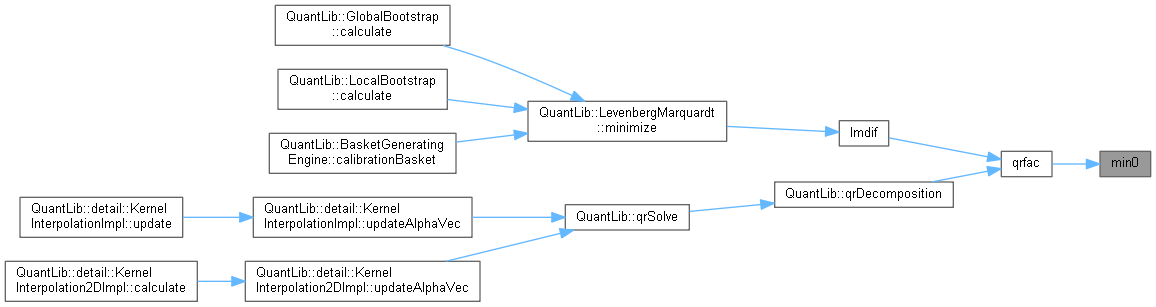 QuantLib::GlobalBootstrap
::calculate
QuantLib::LocalBootstrap
::calculate
QuantLib::LevenbergMarquardt
::minimize
lmdif
QuantLib::BasketGenerating
Engine::calibrationBasket
qrfac
min0
QuantLib::qrDecomposition
QuantLib::detail::Kernel
InterpolationImpl::update
QuantLib::detail::Kernel
InterpolationImpl::updateAlphaVec
QuantLib::qrSolve
QuantLib::detail::Kernel
Interpolation2DImpl::calculate
QuantLib::detail::Kernel
Interpolation2DImpl::updateAlphaVec